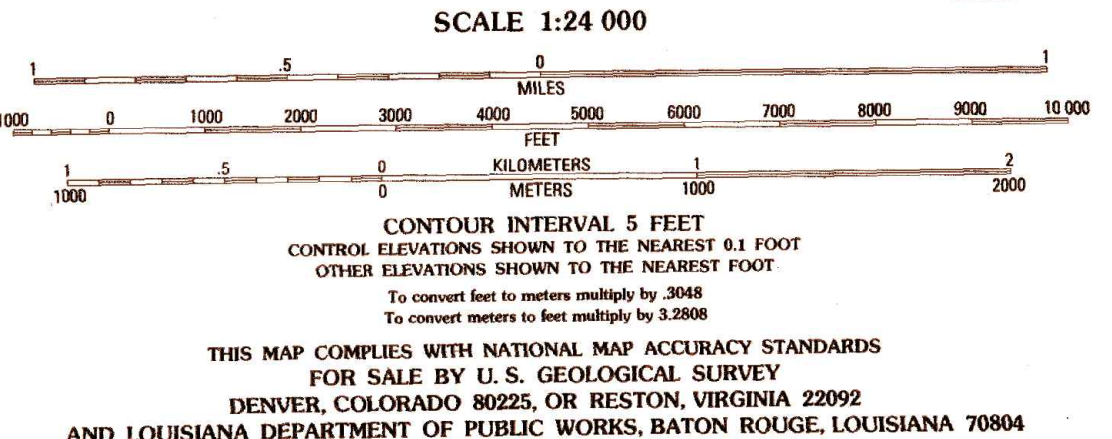 SCALE 1:24 000
1 .5 0 1
MILES
1000 0 1000 2000 3000 4000 5000 6000 7000 8000 9000 10 000
FEET
1 .5 0 KILOMETERS 1 2
1000 0 METERS 1000 2000
CONTOUR INTERVAL 5 FEET
CONTROL ELEVATIONS SHOWN TO THE NEAREST 0.1 FOOT
OTHER ELEVATIONS SHOWN TO THE NEAREST FOOT
To convert feet to meters multiply by .3048
To convert meters to feet multiply by 3.2808
THIS MAP COMPLIES WITH NATIONAL MAP ACCURACY STANDARDS
FOR SALE BY U. S. GEOLOGICAL SURVEY
DENVER, COLORADO 80225, OR RESTON, VIRGINIA 22092
AND LOUISIANA DEPARTMENT OF PUBLIC WORKS, BATON ROUGE, LOUISIANA 70804